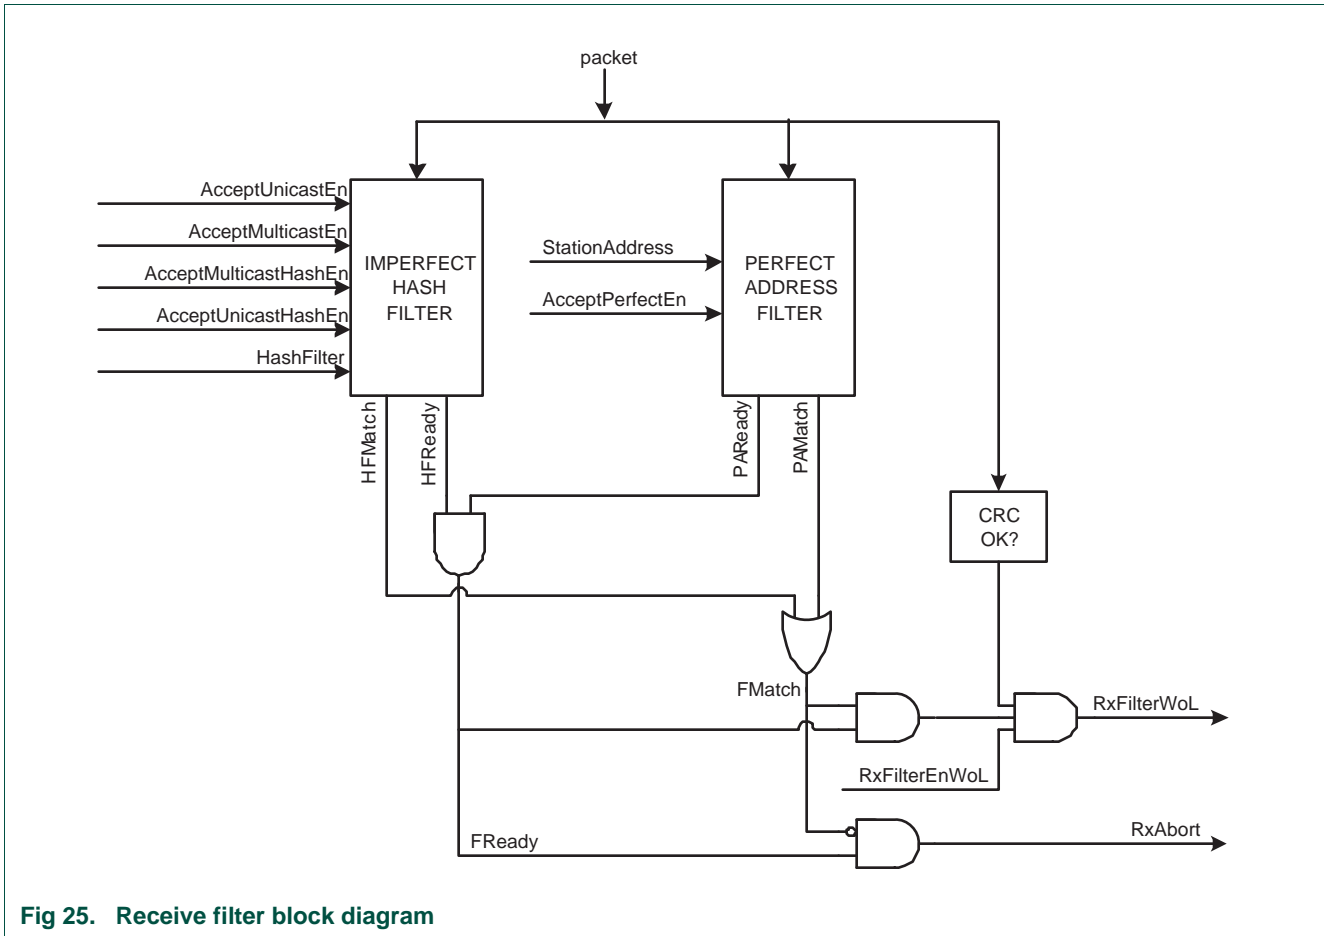 packet
AcceptUnicastEn
AcceptMulticastEn
AcceptMulticastHashEn
AcceptUnicastHashEn
HashFilter
IMPERFECT
HASH
FILTER
StationAddress
AcceptPerfectEn
PERFECT
ADDRESS
FILTER
HFMatch
HFReady
PAReady
PAMatch
CRC
OK?
FMatch
RxFilterWoL
RxFilterEnWoL
RxAbort
FReady
Fig 25. Receive filter block diagram